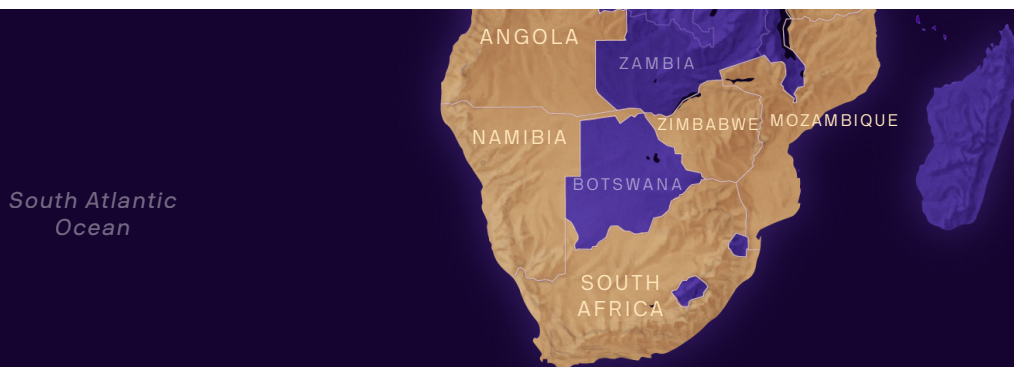 ANGOLA
ZAMBIA
ZIMBABWE
MOZAMBIQUE
NAMIBIA
BOTSWANA
South Atlantic
Ocean
SOUTH
AFRICA